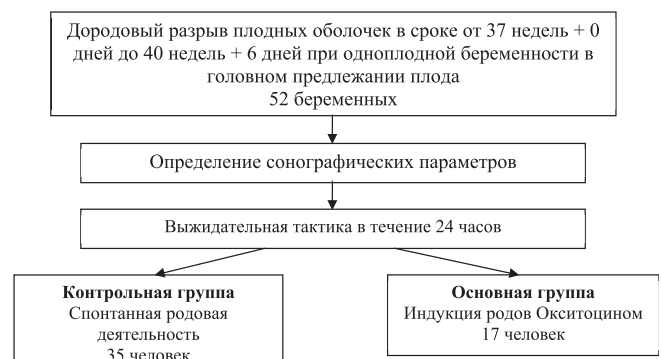 Дородовый разрыв плодных оболочек в сроке от 37 недель + 0
дней до 40 недель + 6 дней при одноплодной беременности в
головном предлежании плода
52 беременных
Определение сонографических параметров
Выжидательная тактика в течение 24 часов
Контрольная группа
Спонтанная родовая
деятельность
35 человек
Основная группа
Индукция родов Окситоцином
17 человек